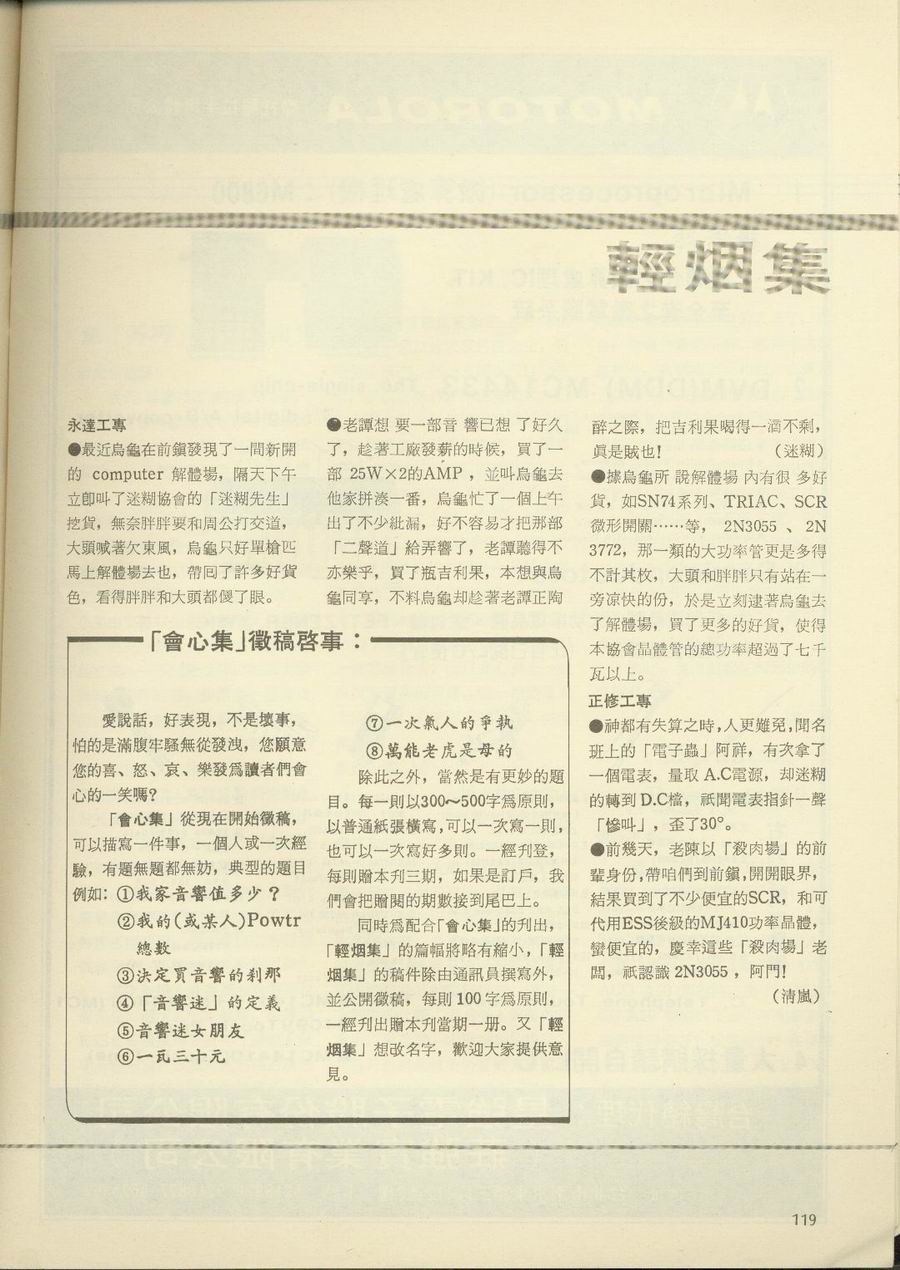 輕烟集
永達工專
●最近烏龜在前鎭發現了一間新開
的 computer 解體場，隔天下午
立卽叫了迷糊協會的「迷糊先生」
挖貨，無奈胖胖要和周公打交道，
大頭喊著欠東風，烏龜只好單槍匹
馬上解體場去也，帶囘了許多好貨
色，看得胖胖和大頭都傻了眼。
●老譚想 要一部音 響已想 了好久
了，趁著工廠發薪的時候，買了一
部 25W×2的AMP，並叫烏龜去
他家拼湊一番，烏龜忙了一個上午
出了不少紕漏，好不容易才把那部
「二聲道」給弄響了，老譚聽得不
亦樂乎，買了瓶吉利果，本想與烏
龜同享，不料烏龜却趁著老譚正陶
醉之際，把吉利果喝得一滴不剩，
眞是賊也！（迷糊）
●據烏龜所 說解體場 內有很 多好
貨，如SN74系列、TRIAC、SCR
微形開關……等， 2N3055 、 2N
3772，那一類的大功率管更是多得
不計其枚，大頭和胖胖只有站在一
旁凉快的份，於是立刻逮著烏龜去
了解體場，買了更多的好貨，使得
本協會晶體管的總功率超過了七千
瓦以上。
正修工專
●神都有失算之時，人更難免，聞名
班上的「電子蟲」阿祥，有次拿了
一個電表，量取 A.C電源，却迷糊
的轉到 D.C檔，祇聞電表指針一聲
「慘叫」，歪了30°。
●前幾天，老陳以「殺肉場」的前
輩身份，帶咱們到前鎭，開開眼界，
結果買到了不少便宜的SCR，和可
代用ESS後級的MJ410功率晶體，
蠻便宜的，慶幸這些「殺肉場」老
闆，祇認識 2N3055，阿門！
（淸嵐）
「會心集」徵稿啓事：
愛說話，好表現，不是壞事，
怕的是滿腹牢騷無從發洩，您願意
您的喜、怒、哀、樂發爲讀者們會
心的一笑嗎？
「會心集」從現在開始徵稿，
可以描寫一件事，一個人或一次經
驗，有題無題都無妨，典型的題目
例如：①我家音響值多少？
②我的（或某人）Powtr
總數
③決定買音響的刹那
④「音響迷」的定義
⑤音響迷女朋友
⑥一瓦三十元
⑦一次氣人的爭執
⑧萬能老虎是母的
除此之外，當然是有更妙的題
目。每一則以300～500字爲原則，
以普通紙張橫寫，可以一次寫一則，
也可以一次寫好多則。一經刋登，
每則贈本刋三期，如果是訂戶，我
們會把贈閱的期數接到尾巴上。
同時爲配合「會心集」的刋出，
「輕烟集」的篇幅將略有縮小，「輕
烟集」的稿件除由通訊員撰寫外，
並公開徵稿，每則 100 字爲原則，
一經刋出贈本刋當期一册。又「輕
烟集」想改名字，歡迎大家提供意
見。
119